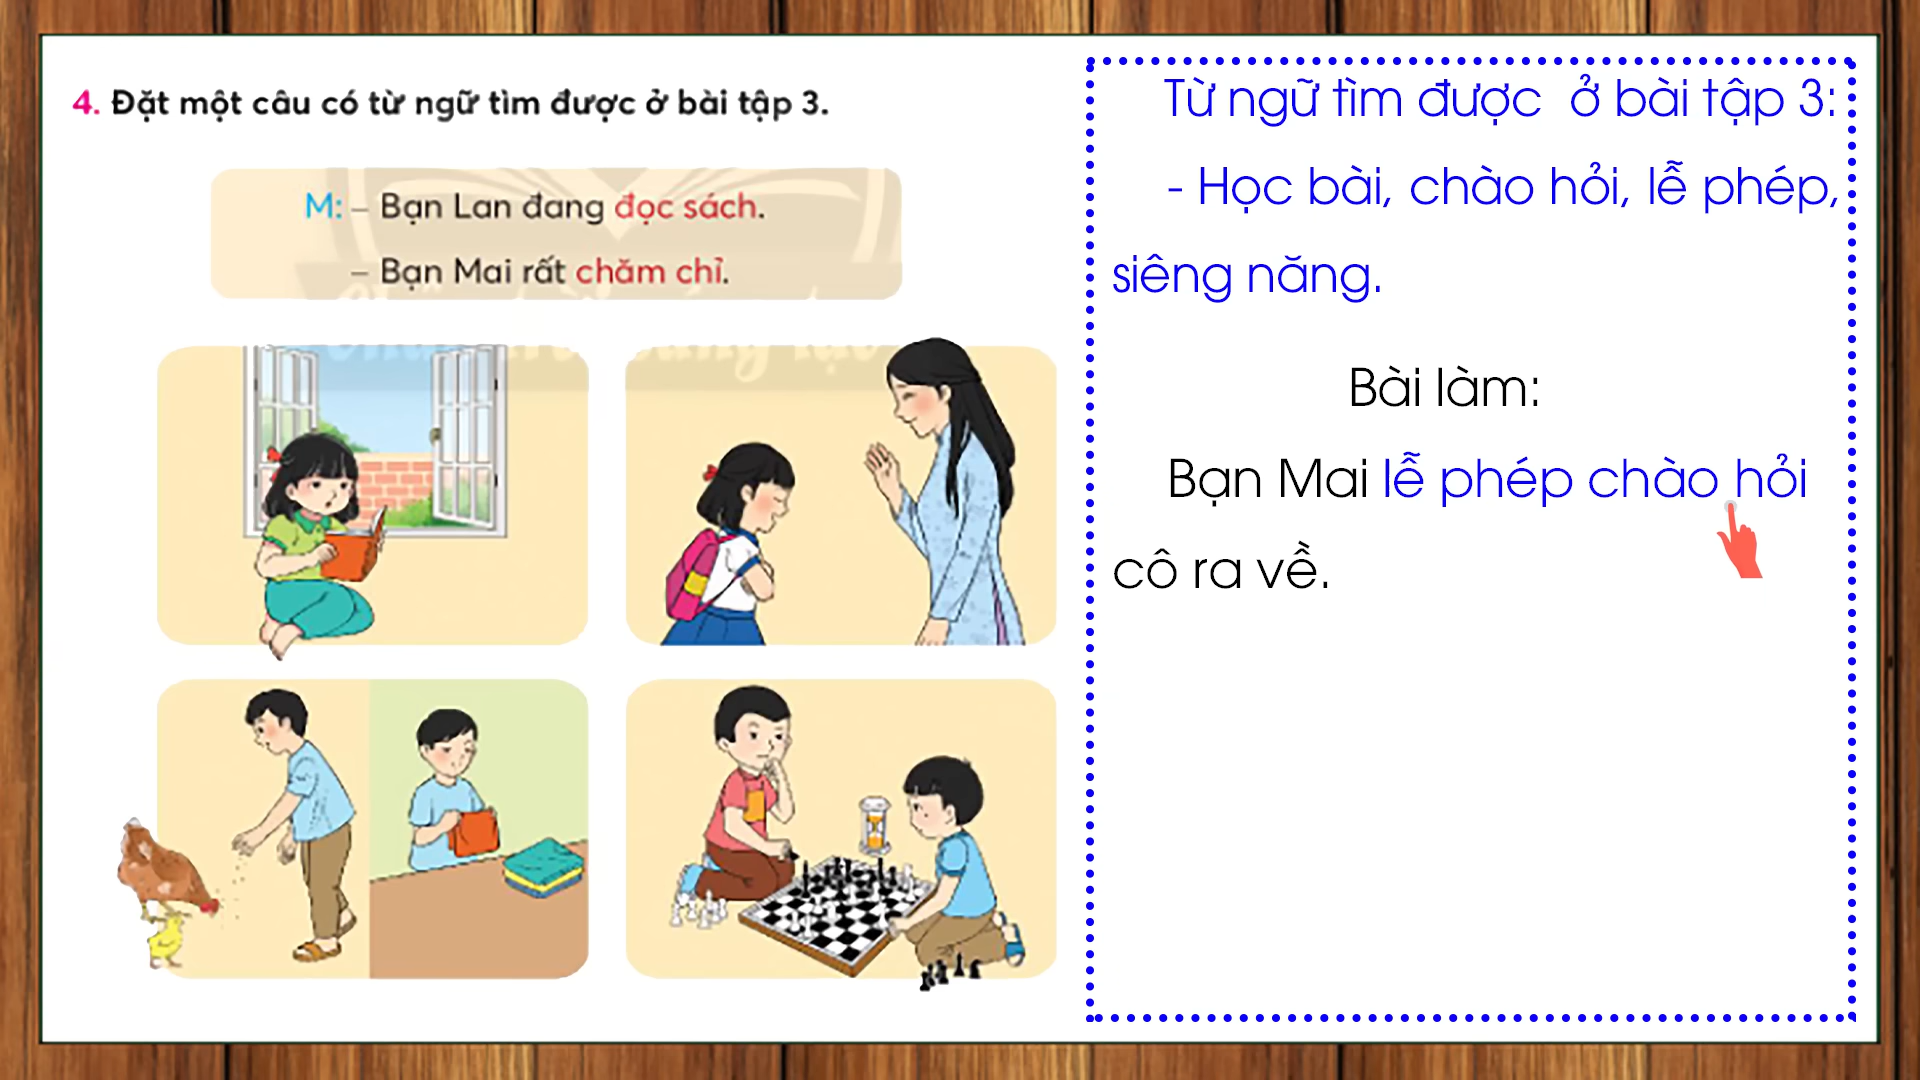 4. Đặt một câu có từ ngữ tìm được ở bài tập 3.
M: – Bạn Lan đang đọc sách.
– Bạn Mai rất chăm chỉ.
Từ ngữ tìm được ở bài tập 3:
- Học bài, chào hỏi, lễ phép,
siêng năng.
Bài làm:
Bạn Mai lễ phép chào hỏi
cô ra về.